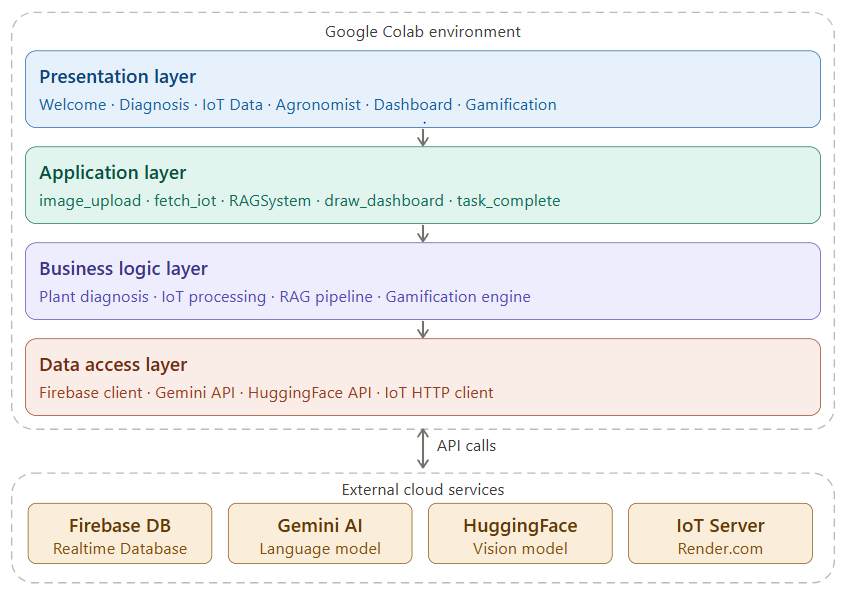 Google Colab environment
Presentation layer
Welcome · Diagnosis · IoT Data · Agronomist · Dashboard · Gamification
Application layer
image_upload · fetch_iot · RAGSystem · draw_dashboard · task_complete
Business logic layer
Plant diagnosis · IoT processing · RAG pipeline · Gamification engine
Data access layer
Firebase client · Gemini API · HuggingFace API · IoT HTTP client
API calls
External cloud services
Firebase DB
Realtime Database
Gemini AI
Language model
HuggingFace
Vision model
IoT Server
Render.com